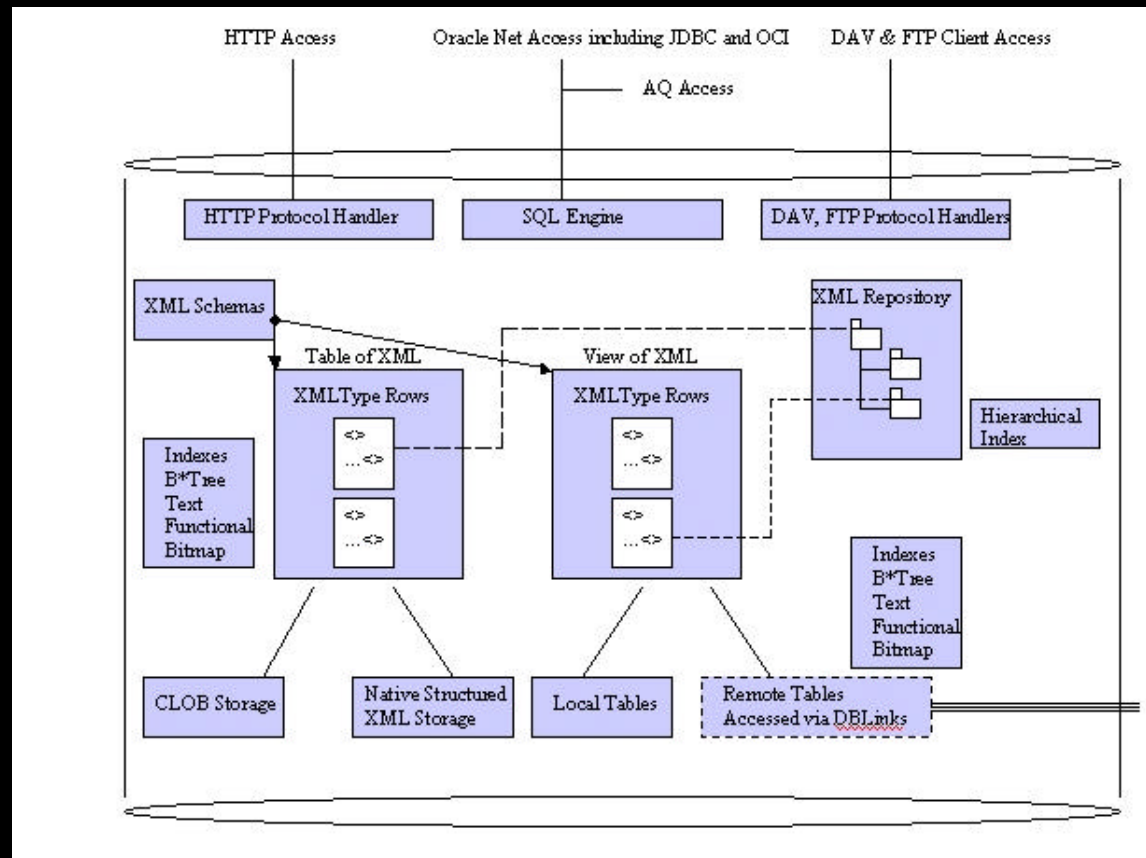 HTTP Access
Oracle Net Access including JDBC and OCI
DAV & FTP Client Access
AQ Access
HTTP Protocol Handler
SQL Engine
DAV, FTP Protocol Handlers
XML Schemas
XML Repository
Table of XML
View of XML
XMLType Rows
<>
...<>
<>
...<>
XMLType Rows
<>
...<>
<>
...<>
Hierarchical
Index
Indexes
B*Tree
Text
Functional
Bitmap
Indexes
B*Tree
Text
Functional
Bitmap
CLOB Storage
Native Structured
XML Storage
Local Tables
Remote Tables
Accessed via DBLinks